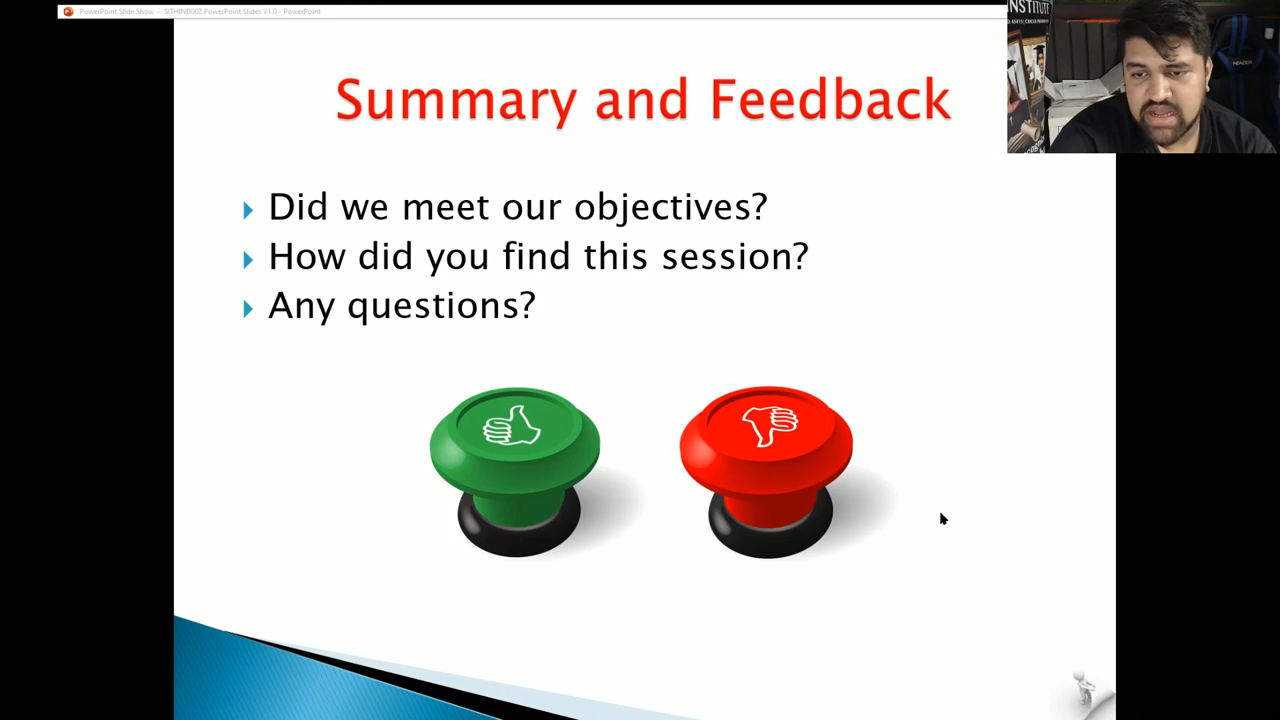 PowerPoint Slide Show - SITHIND002 PowerPoint Slides V1.0 - PowerPoint
INSTITUTE
Summary and Feedback
Did we meet our objectives?
How did you find this session?
Any questions?